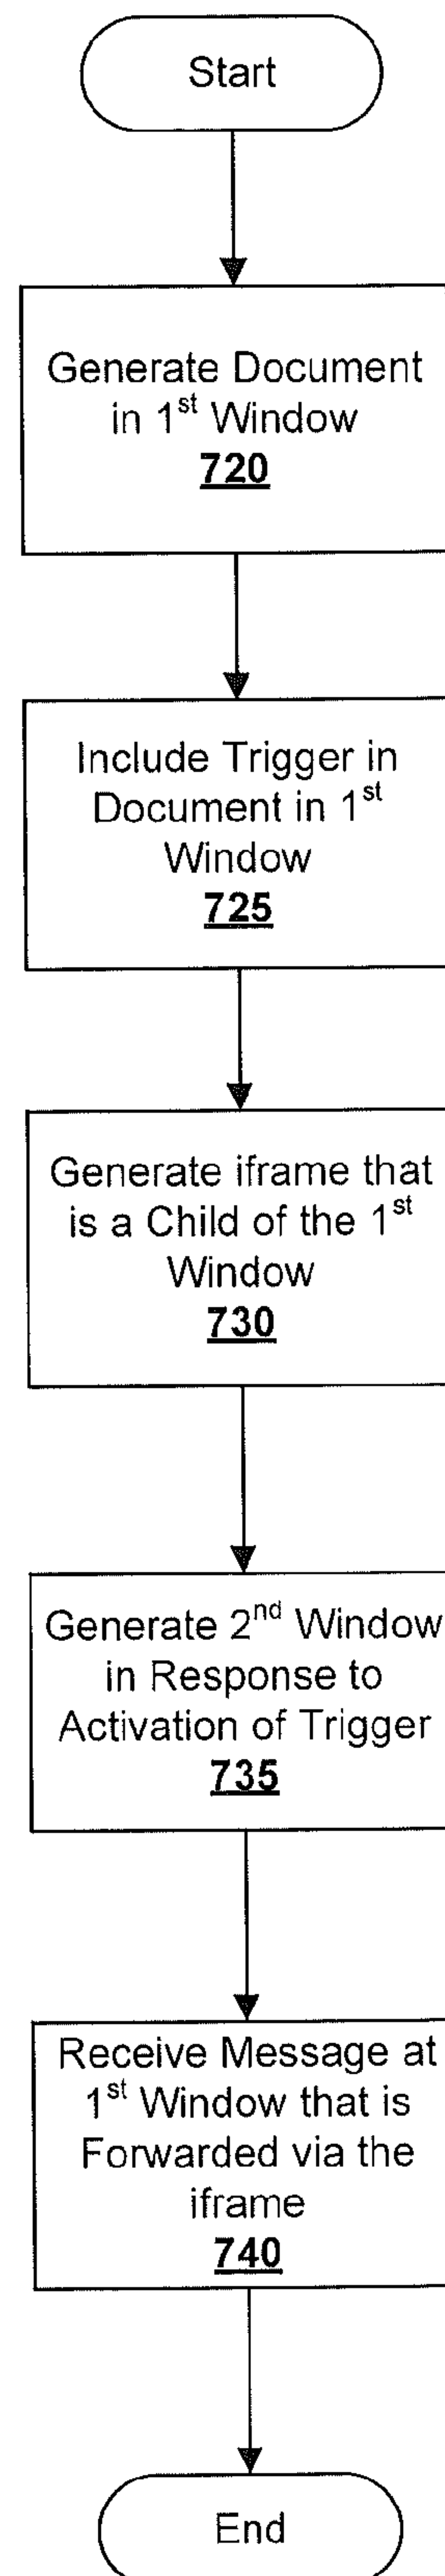 Start
Generate Document
in 1st Window
720
Include Trigger in
Document in 1st
Window
725
Generate iframe that
is a Child of the 1st
Window
730
Generate 2nd Window
in Response to
Activation of Trigger
735
Receive Message at
1st Window that is
Forwarded via the
iframe
740
End